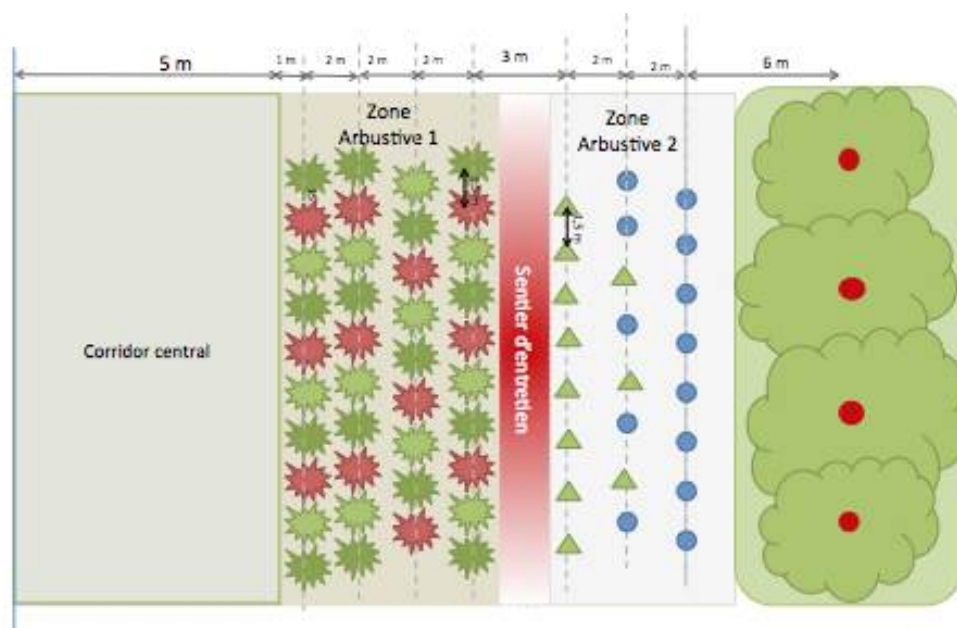 5 m
1 m
2 m
2 m
2 m
3 m
2 m
2 m
6 m
Zone
Arbustive 1
Zone
Arbustive 2
1,5 m
Corridor central
Sentier d'entretien